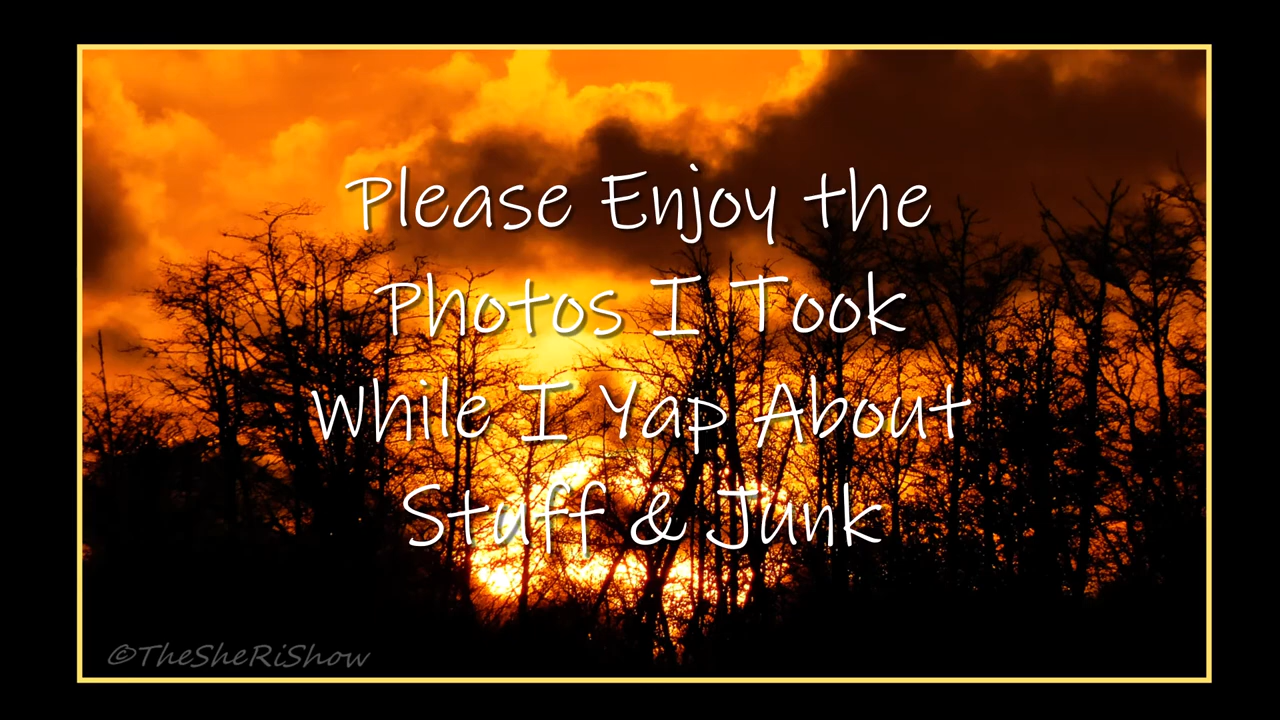 Please Enjoy the
Photos I Took
While I Yap About
Stuff & Junk
©TheSheRiShow